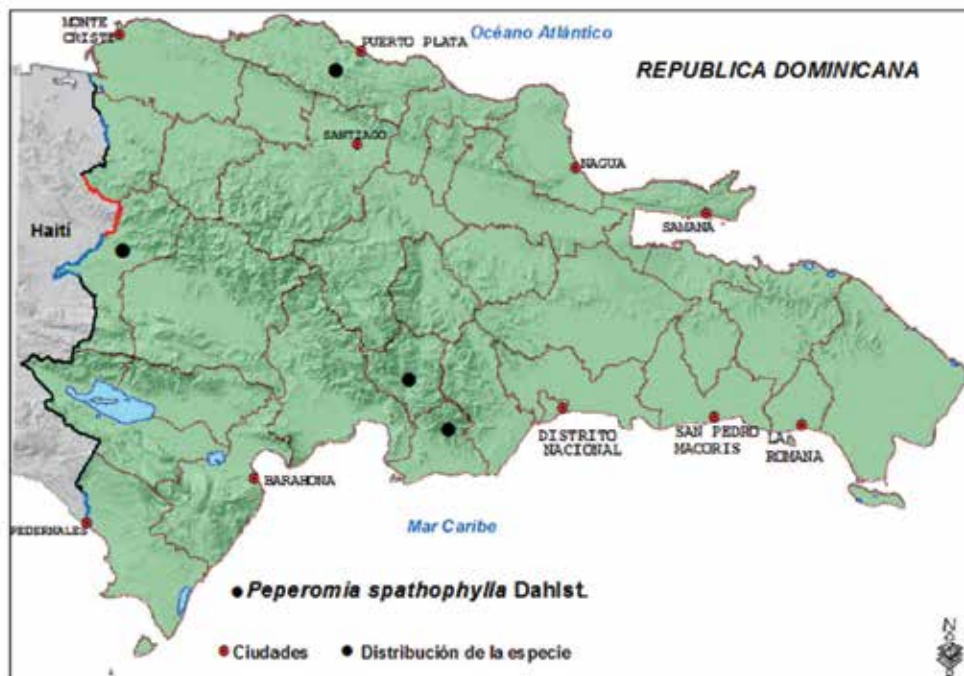 MONTE
CRISTI
PUERTO PLATA
Océano Atlántico
REPUBLICA DOMINICANA
SANTIAGO
NAGUA
SAMANA
Haití
DISTRITO
NACIONAL
SAN PEDRO
MACORIS
LA
ROMANA
BARAHONA
PEDERNALES
Mar Caribe
Peperomia spathophylla Dahlst.
Ciudades
Distribución de la especie
N